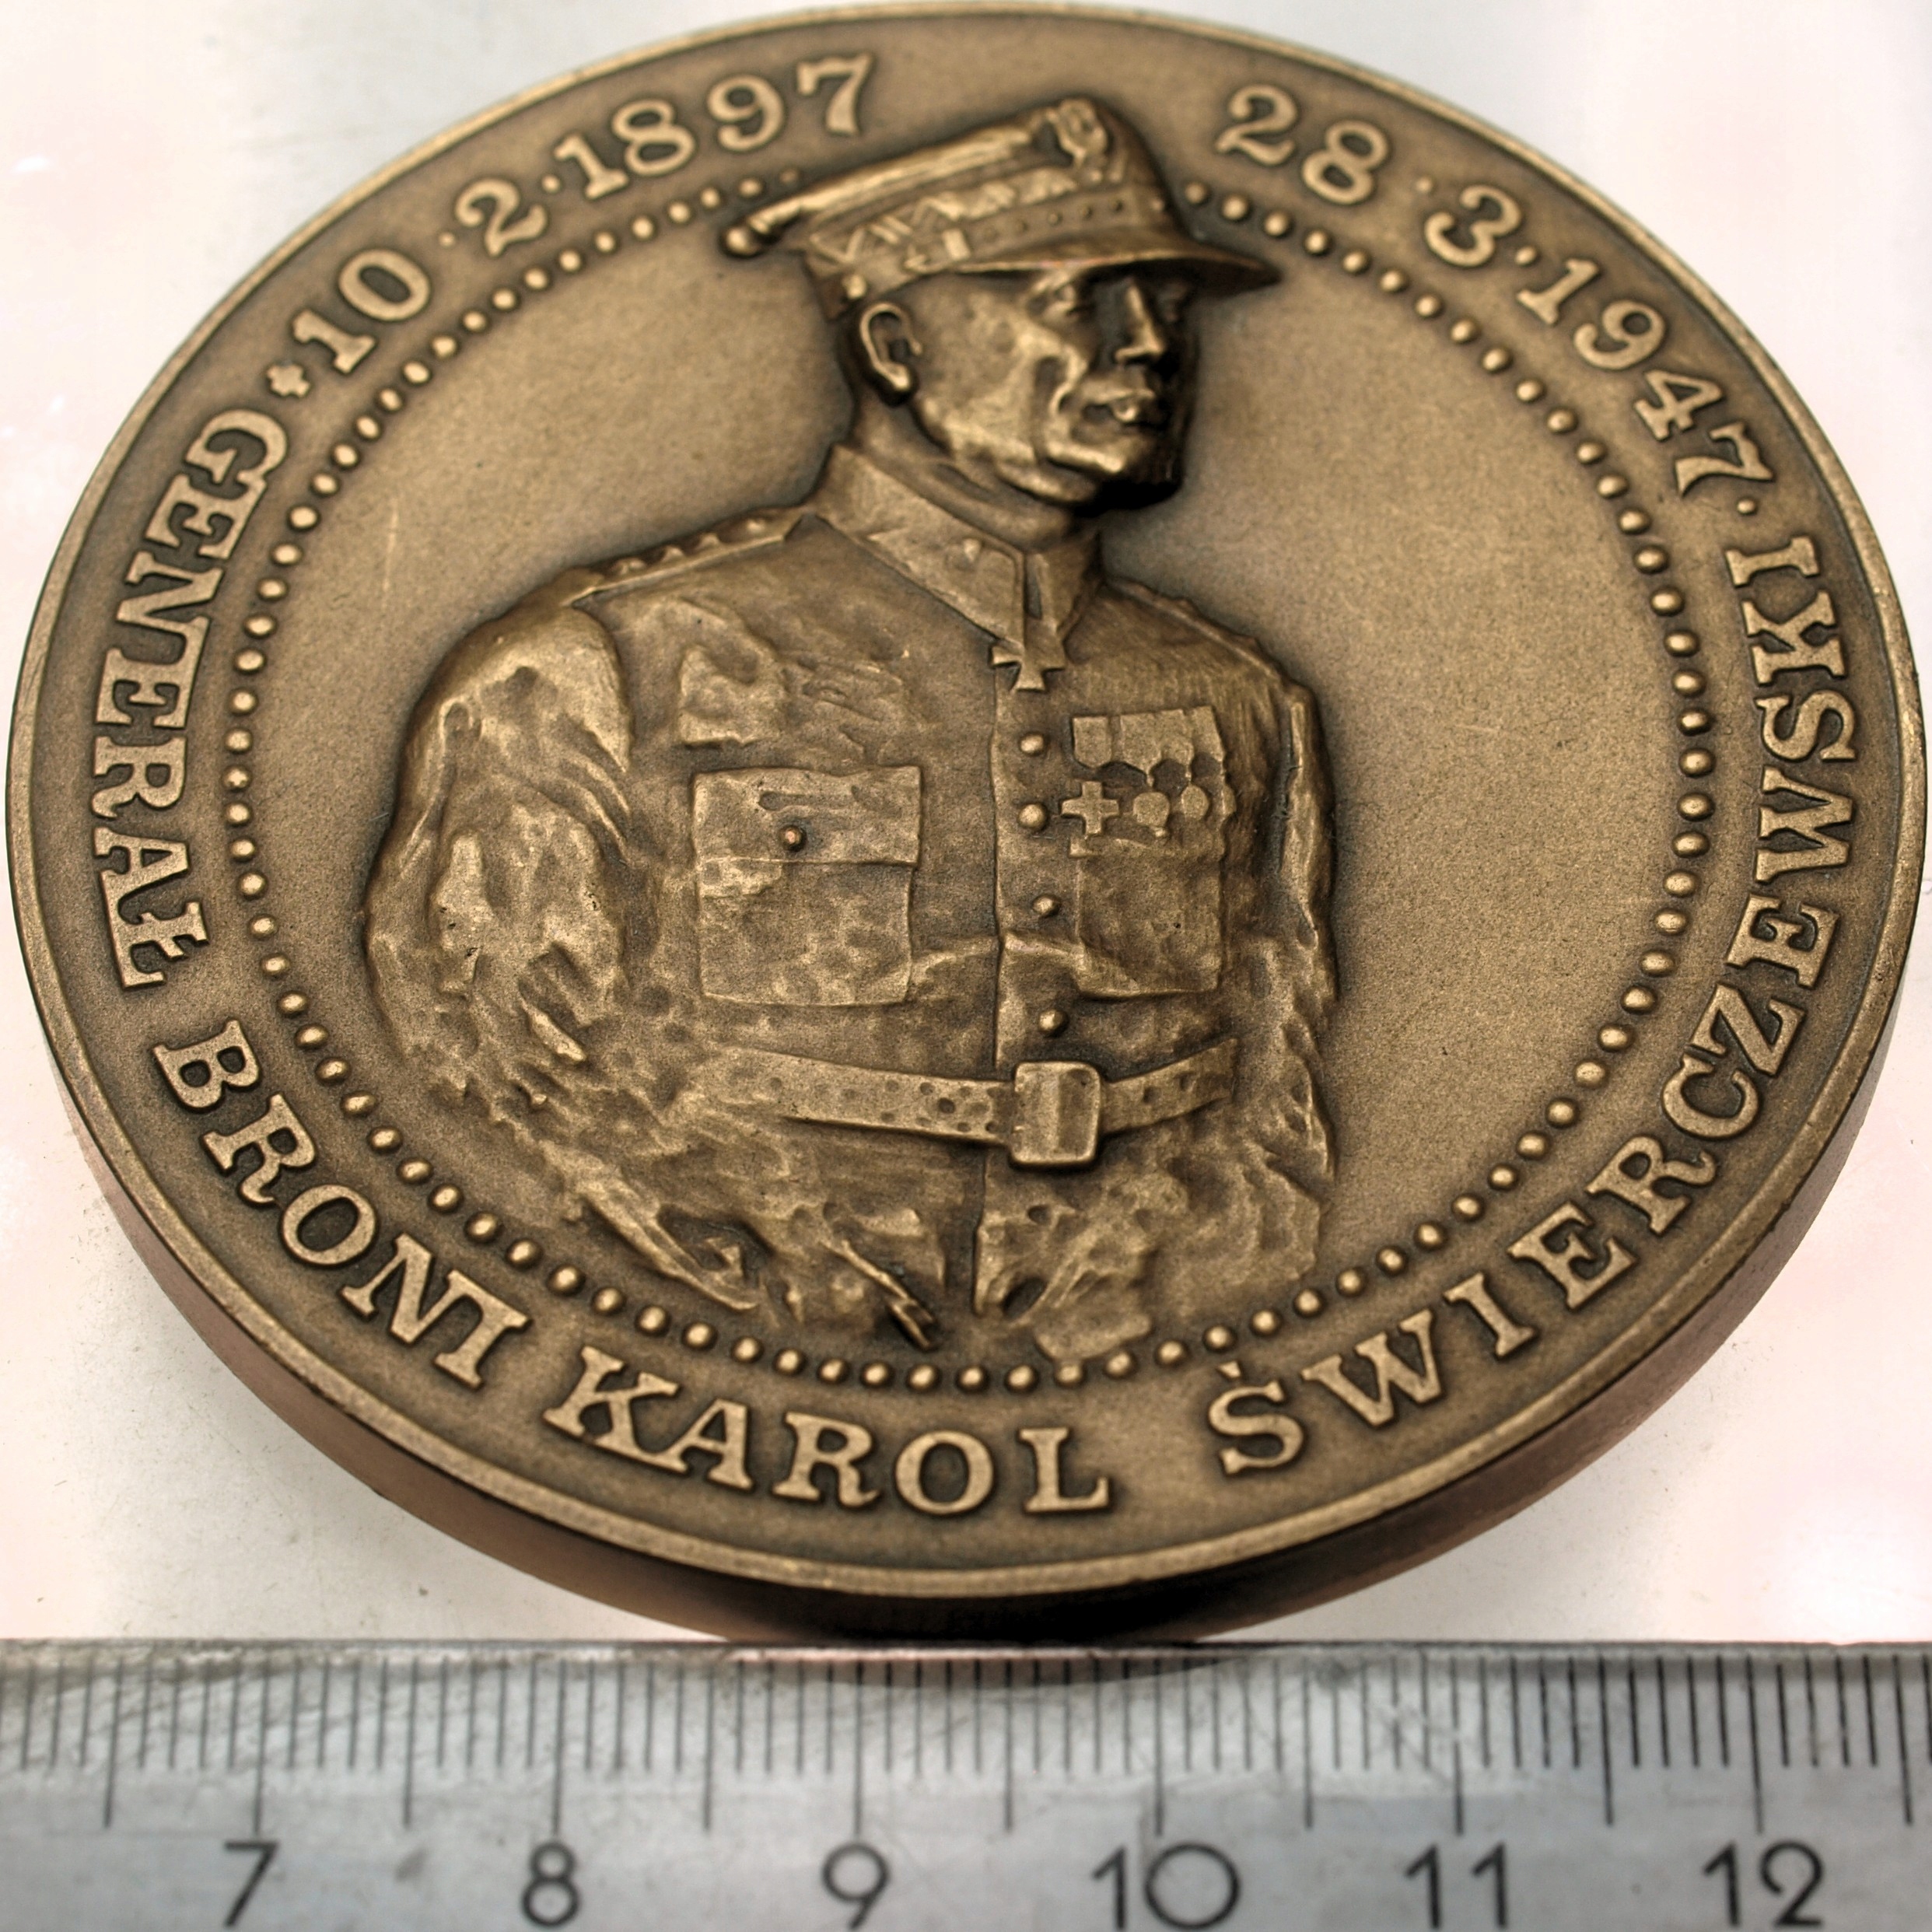 10·2·1897 28·3·1947·
GENERAŁ BRONI KAROL ŚWIERCZEWSKI
7 8 9 10 11 12